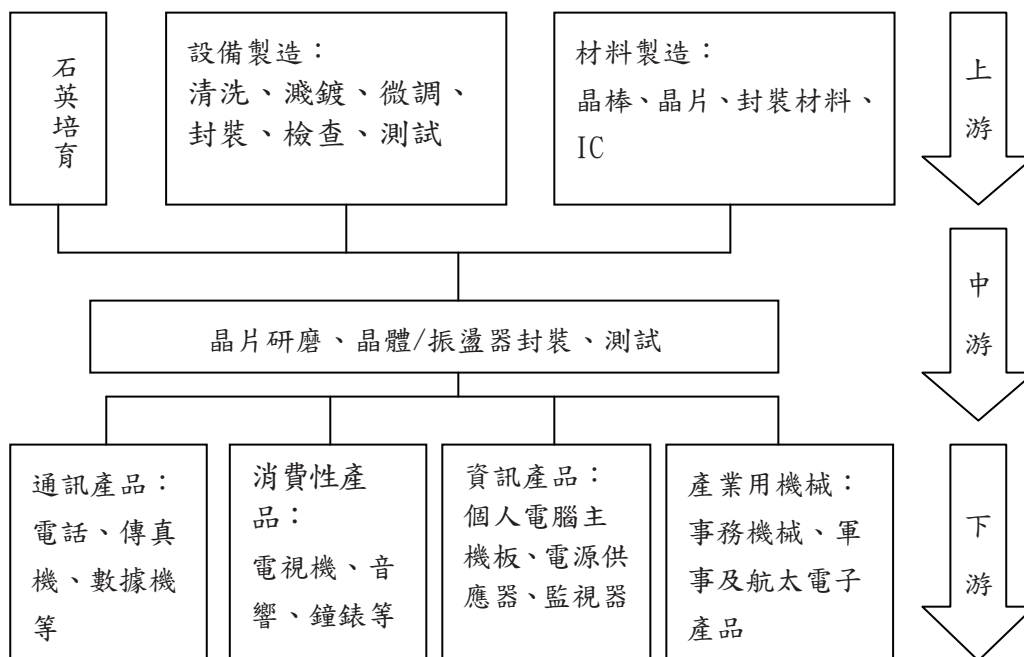 石英培育
設備製造：
清洗、濺鍍、微調、
封裝、檢查、測試
材料製造：
晶棒、晶片、封裝材料、
IC
上游
中游
晶片研磨、晶體/振盪器封裝、測試
通訊產品：
電話、傳真
機、數據機
等
消費性產
品：
電視機、音
響、鐘錶等
資訊產品：
個人電腦主
機板、電源供
應器、監視器
產業用機械：
事務機械、軍
事及航太電子
產品
下游